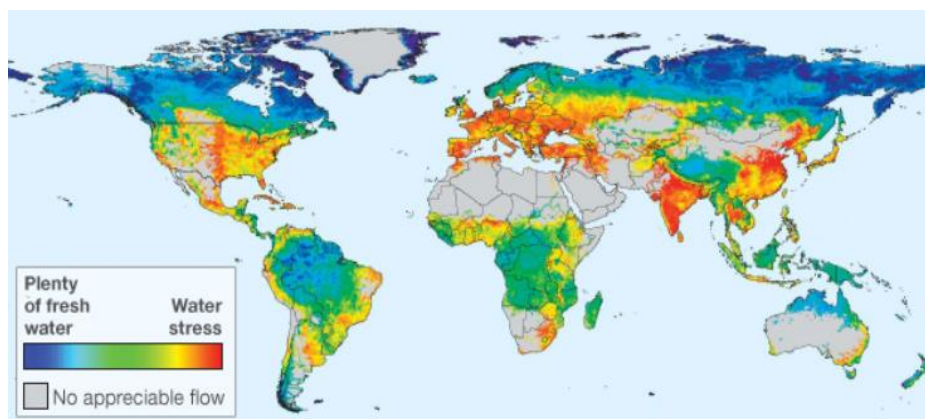 Plenty
of fresh
water
Water
stress
No appreciable flow